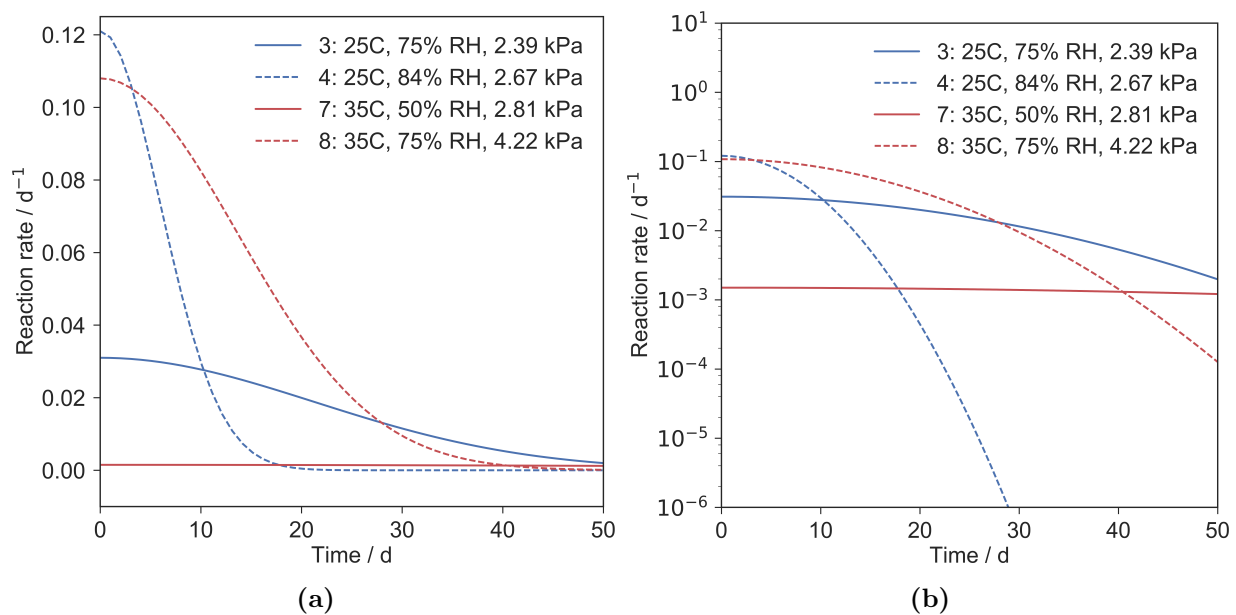 3: 25C, 75% RH, 2.39 kPa
4: 25C, 84% RH, 2.67 kPa
7: 35C, 50% RH, 2.81 kPa
8: 35C, 75% RH, 4.22 kPa
Reaction rate / d⁻¹
0.12
0.10
0.08
0.06
0.04
0.02
0.00
0 10 20 30 40 50
Time / d
(a)
3: 25C, 75% RH, 2.39 kPa
4: 25C, 84% RH, 2.67 kPa
7: 35C, 50% RH, 2.81 kPa
8: 35C, 75% RH, 4.22 kPa
Reaction rate / d⁻¹
10¹
10⁰
10⁻¹
10⁻²
10⁻³
10⁻⁴
10⁻⁵
10⁻⁶
0 10 20 30 40 50
Time / d
(b)